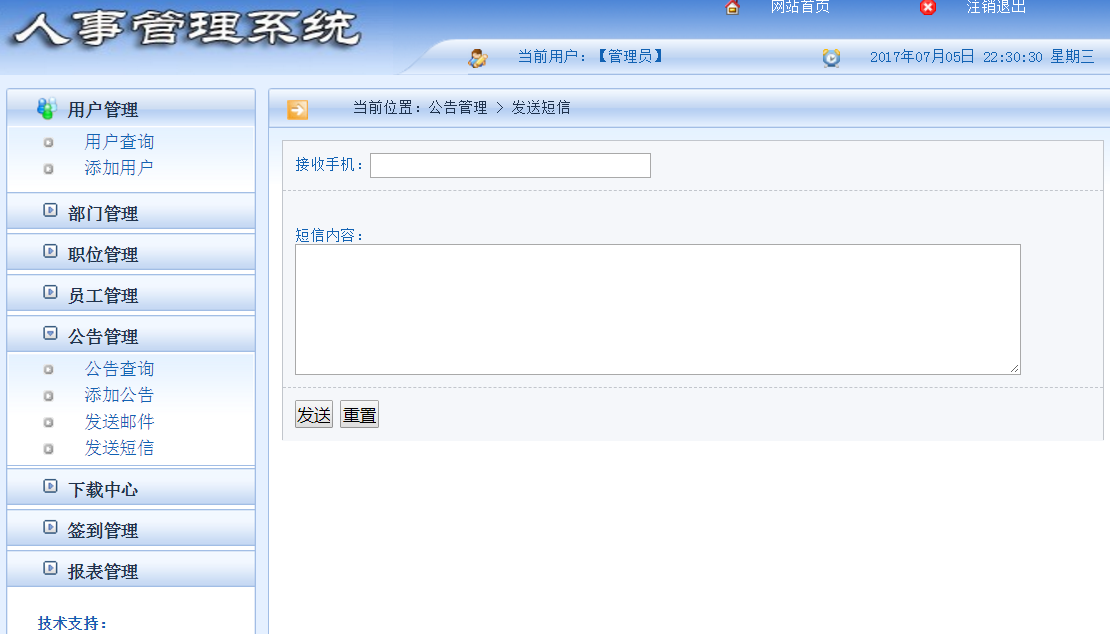 人事管理系统
网站首页
注销退出
当前用户：【管理员】
2017年07月05日 22:30:30 星期三
用户管理
用户查询
添加用户
部门管理
职位管理
员工管理
公告管理
公告查询
添加公告
发送邮件
发送短信
下载中心
签到管理
报表管理
技术支持：
当前位置：公告管理 > 发送短信
接收手机：
短信内容：
发送 重置